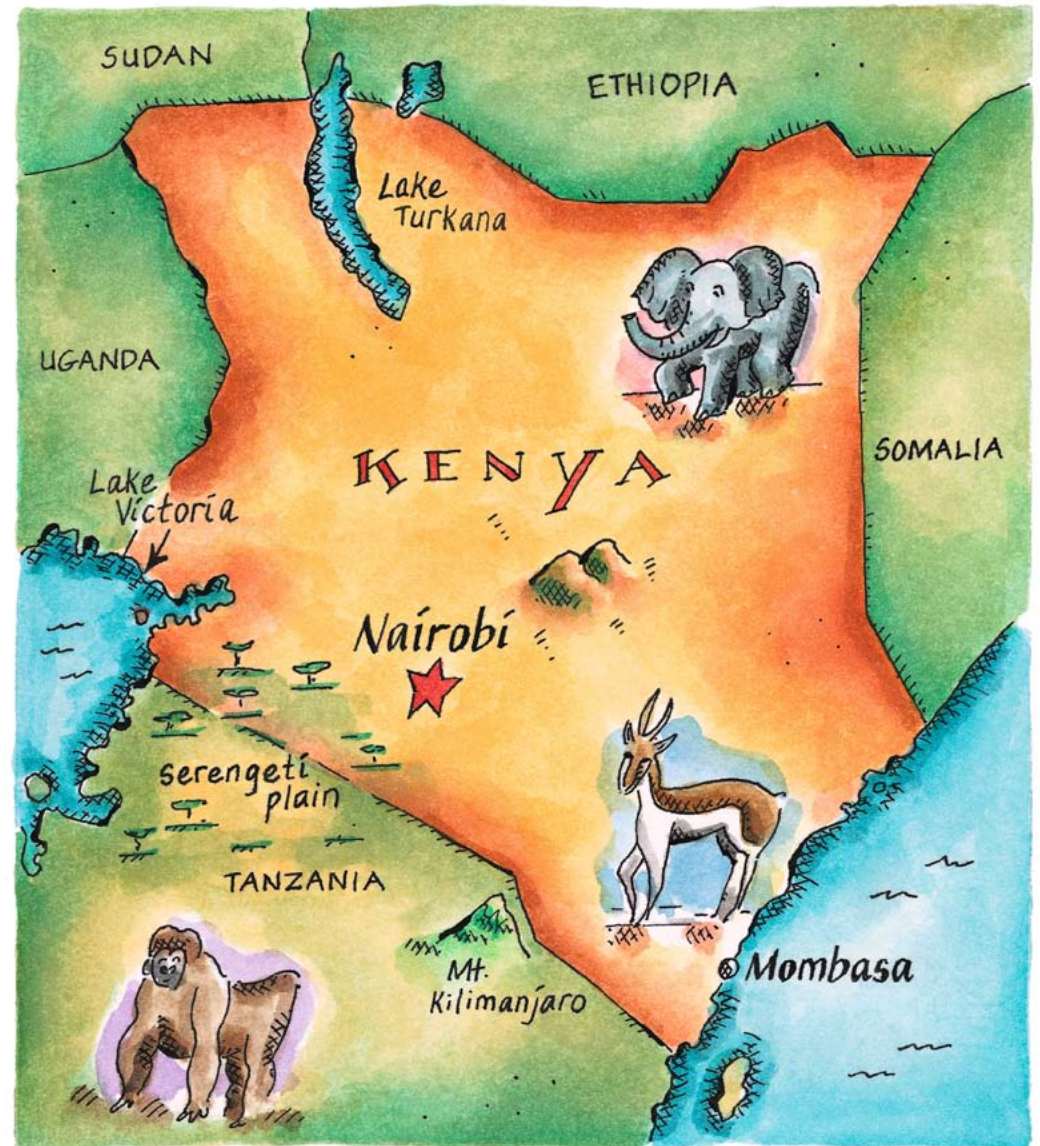 SUDAN
ETHIOPIA
Lake
Turkana
UGANDA
KENYA
SOMALIA
Lake
Victoria
Nairobi
Serengeti
plain
TANZANIA
Mt.
Kilimanjaro
Mombasa